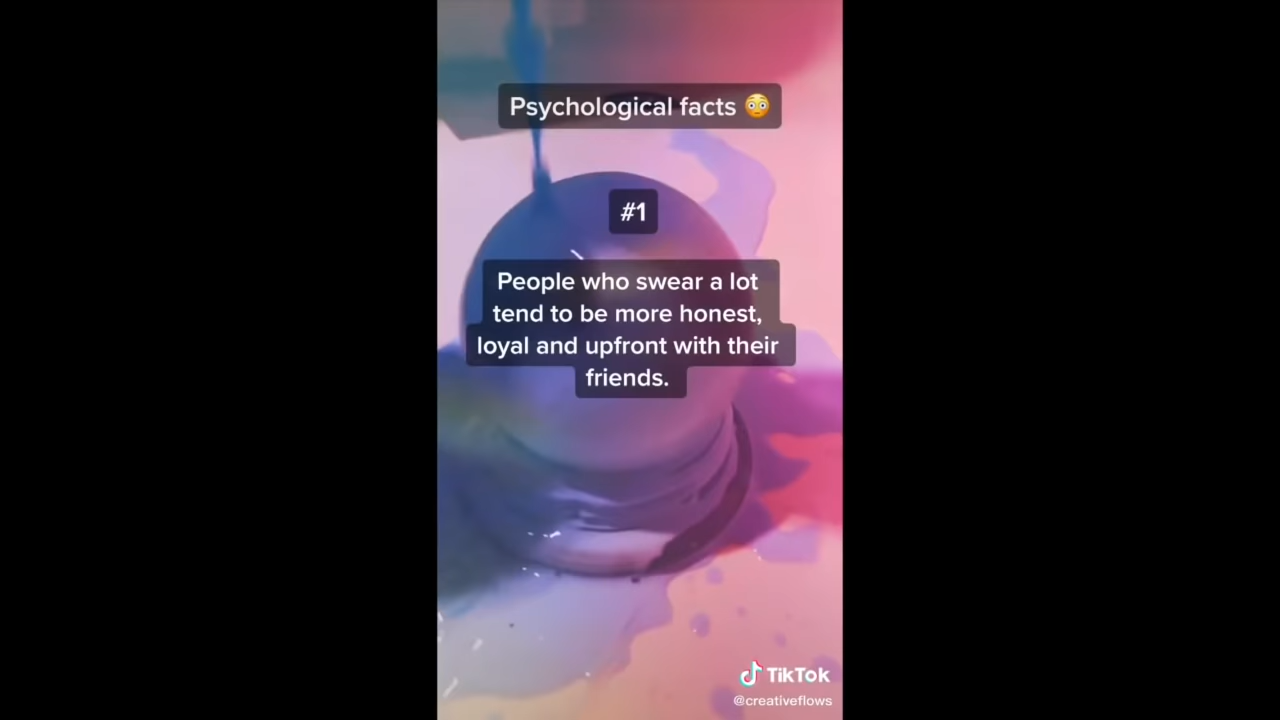 Psychological facts 😳
#1
People who swear a lot
tend to be more honest,
loyal and upfront with their
friends.
TikTok
@creativeflows